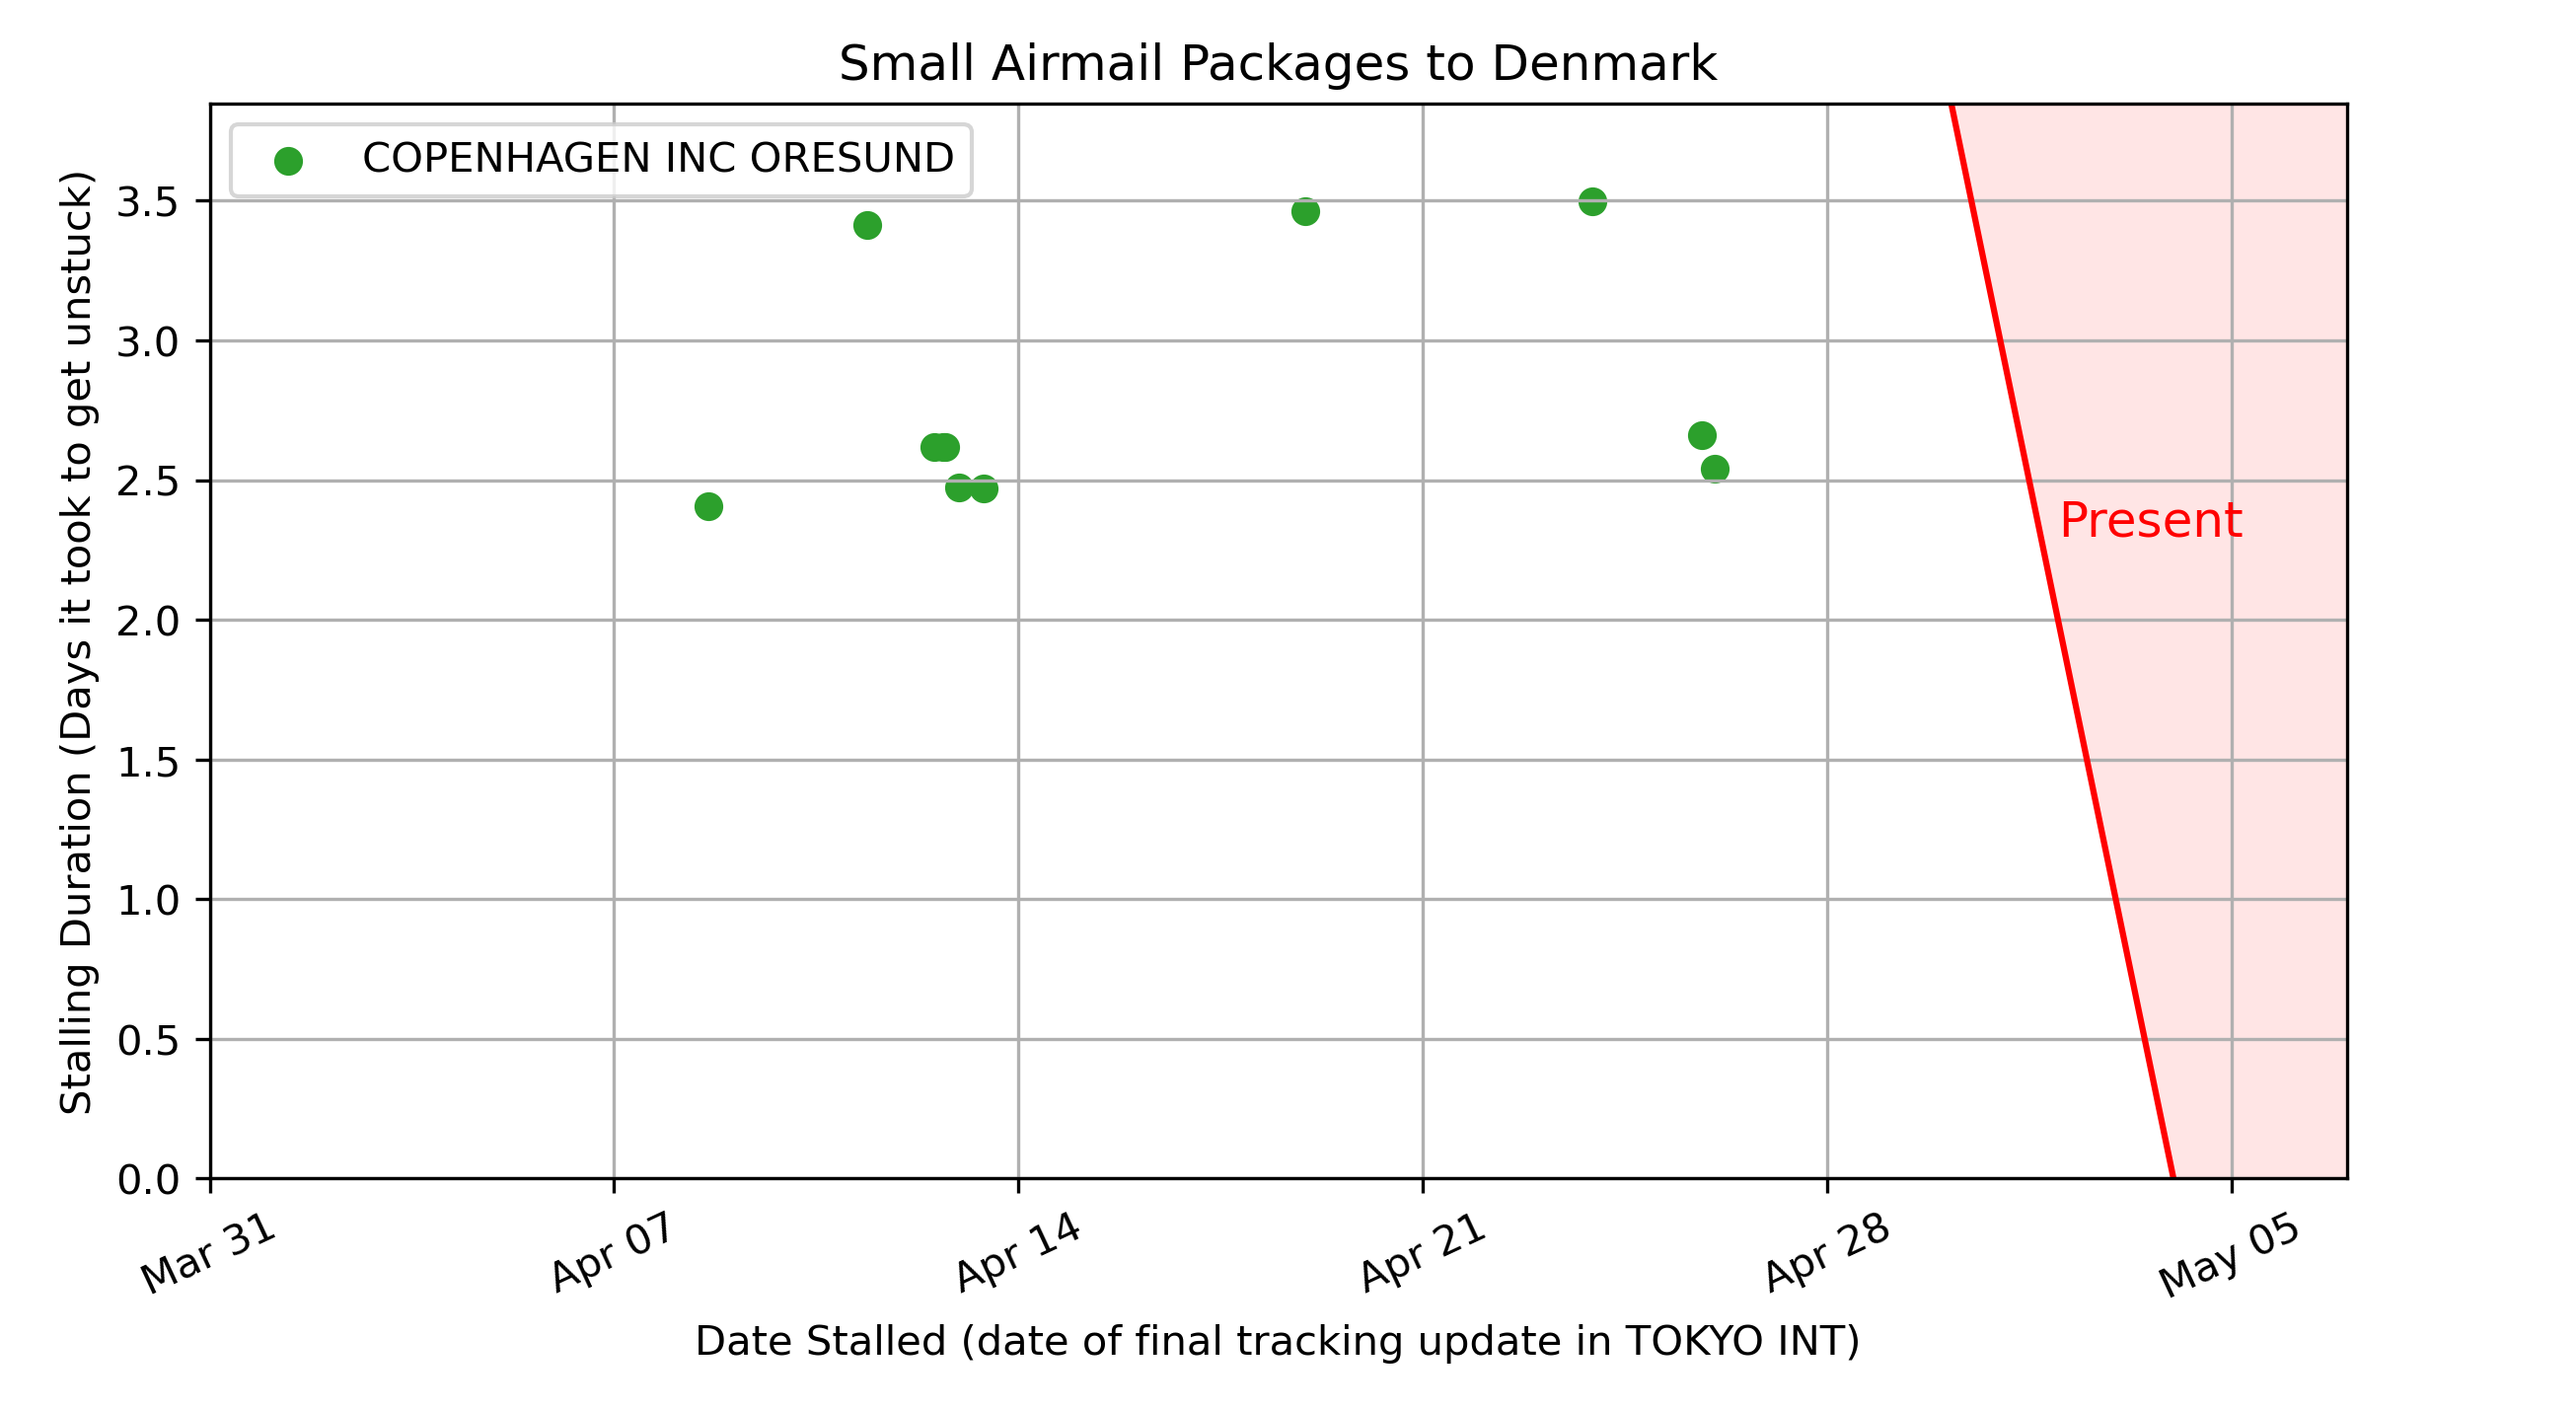 Small Airmail Packages to Denmark
COPENHAGEN INC ORESUND
Stalling Duration (Days it took to get unstuck)
3.5
3.0
2.5
2.0
1.5
1.0
0.5
0.0
Present
Mar 31
Apr 07
Apr 14
Apr 21
Apr 28
May 05
Date Stalled (date of final tracking update in TOKYO INT)